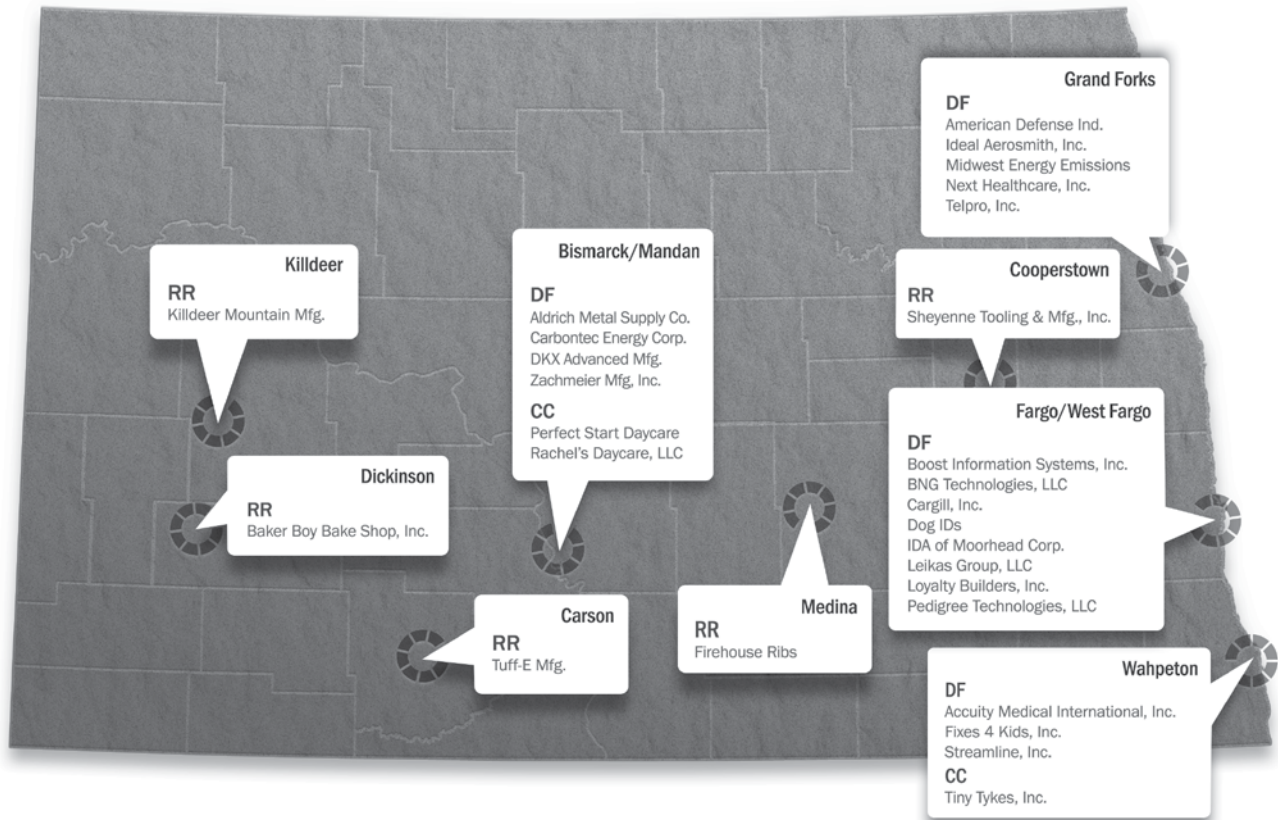 Grand Forks
DF
American Defense Ind.
Ideal Aerosmith, Inc.
Midwest Energy Emissions
Next Healthcare, Inc.
Telpro, Inc.
Killdeer
RR
Killdeer Mountain Mfg.
Bismarck/Mandan
DF
Aldrich Metal Supply Co.
Carbontec Energy Corp.
DKX Advanced Mfg.
Zachmeier Mfg, Inc.
CC
Perfect Start Daycare
Rachel's Daycare, LLC
Cooperstown
RR
Sheyenne Tooling & Mfg., Inc.
Fargo/West Fargo
DF
Boost Information Systems, Inc.
BNG Technologies, LLC
Cargill, Inc.
Dog IDs
IDA of Moorhead Corp.
Leikas Group, LLC
Loyalty Builders, Inc.
Pedigree Technologies, LLC
Dickinson
RR
Baker Boy Bake Shop, Inc.
Carson
RR
Tuff-E Mfg.
Medina
RR
Firehouse Ribs
Wahpeton
DF
Accuity Medical International, Inc.
Fixes 4 Kids, Inc.
Streamline, Inc.
CC
Tiny Tykes, Inc.